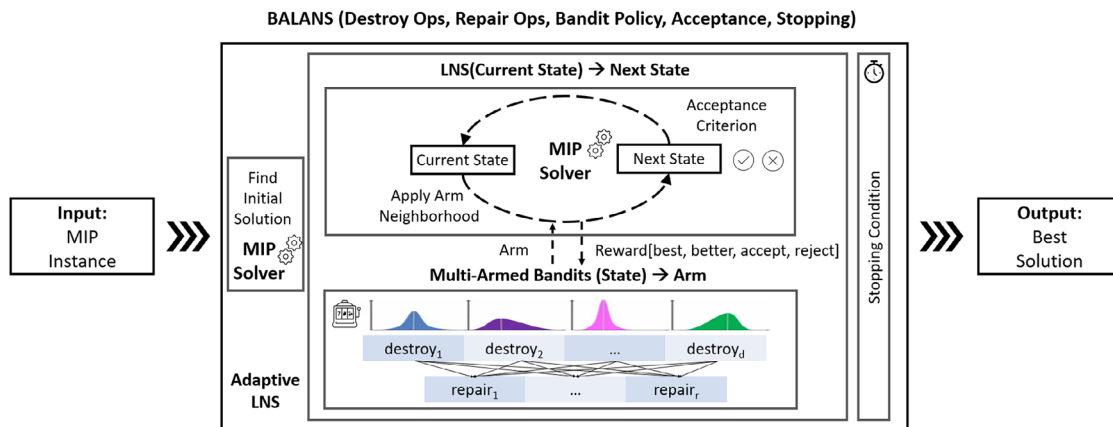 BALANS (Destroy Ops, Repair Ops, Bandit Policy, Acceptance, Stopping)
Input:
MIP
Instance
Find
Initial
Solution
MIP
Solver
Adaptive
LNS
LNS(Current State) → Next State
Acceptance
Criterion
Current State
MIP
Solver
Next State
Apply Arm
Neighborhood
Arm
Reward[best, better, accept, reject]
Multi-Armed Bandits (State) → Arm
destroy₁
destroy₂
...
destroy_d
repair₁
...
repairᵣ
Stopping Condition
Output:
Best
Solution